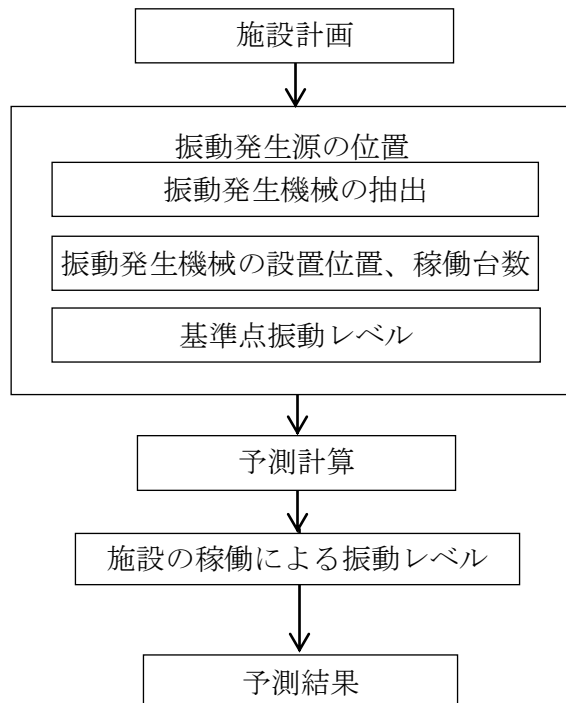 施設計画
振動発生源の位置
振動発生機械の抽出
振動発生機械の設置位置、稼働台数
基準点振動レベル
予測計算
施設の稼働による振動レベル
予測結果